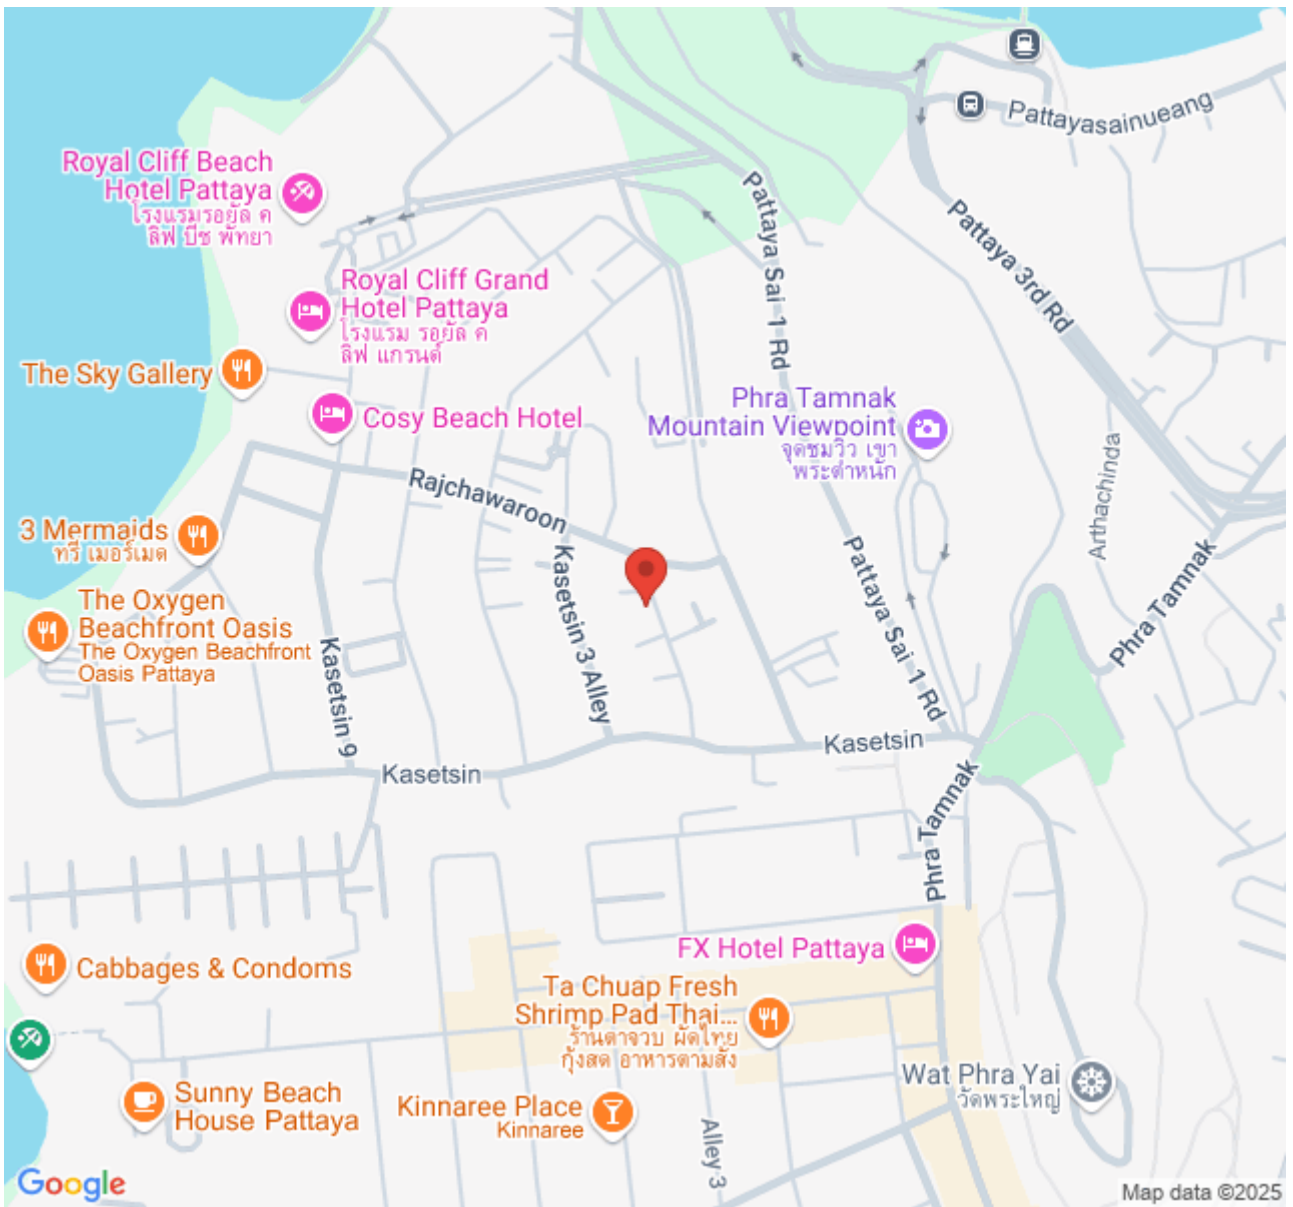 Pattayasainueang
Royal Cliff Beach
Hotel Pattaya
โรงแรมรอยัล ค
ลิฟ บีช พัทยา
Pattaya Sai 1 Rd
Pattaya 3rd Rd
Royal Cliff Grand
Hotel Pattaya
โรงแรม รอยัล ค
ลิฟ แกรนด์
The Sky Gallery
Cosy Beach Hotel
Phra Tamnak
Mountain Viewpoint
จุดชมวิว เขา
พระตำหนัก
Arthachinda
Rajchawaroon
3 Mermaids
ทรี เมอร์เมด
Kasetsin 3 Alley
Pattaya Sai 1 Rd
Phra Tamnak
The Oxygen
Beachfront Oasis
The Oxygen Beachfront
Oasis Pattaya
Kasetsin 9
Kasetsin
Kasetsin
Phra Tamnak
FX Hotel Pattaya
Cabbages & Condoms
Ta Chuap Fresh
Shrimp Pad Thai...
ร้านตาจวบ ผัดไทย
กุ้งสด อาหารตามสั่ง
Wat Phra Yai
วัดพระใหญ่
Sunny Beach
House Pattaya
Kinnaree Place
Kinnaree
Alley 3
Google
Map data ©2025